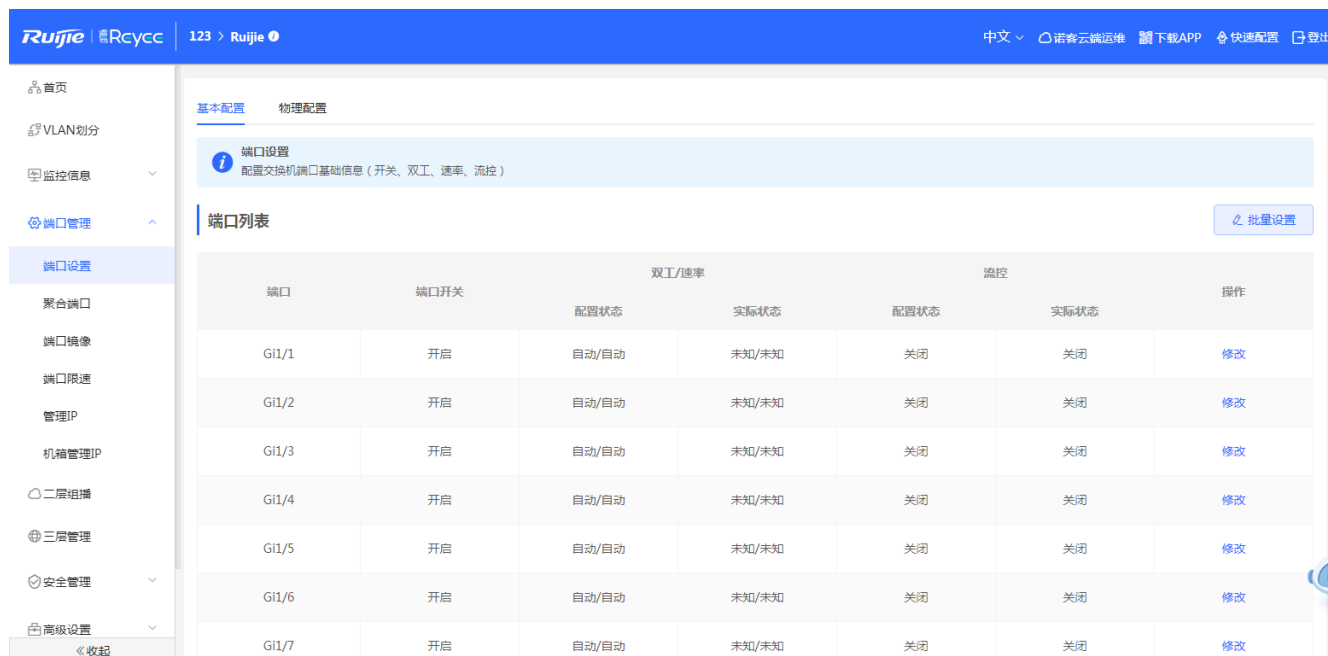 Ruijie | 睿易Rcycc
123 > Ruijie
中文 诺客云端运维 下载APP 快速配置 登出
首页
VLAN划分
监控信息
端口管理
端口设置
聚合端口
端口镜像
端口限速
管理IP
机箱管理IP
二层组播
三层管理
安全管理
高级设置
《收起
基本配置 物理配置
端口设置
配置交换机端口基础信息(开关、双工、速率、流控)
端口列表
批量设置
端口 端口开关 双工/速率 流控 操作
配置状态 实际状态 配置状态 实际状态
Gi1/1 开启 自动/自动 未知/未知 关闭 关闭 修改
Gi1/2 开启 自动/自动 未知/未知 关闭 关闭 修改
Gi1/3 开启 自动/自动 未知/未知 关闭 关闭 修改
Gi1/4 开启 自动/自动 未知/未知 关闭 关闭 修改
Gi1/5 开启 自动/自动 未知/未知 关闭 关闭 修改
Gi1/6 开启 自动/自动 未知/未知 关闭 关闭 修改
Gi1/7 开启 自动/自动 未知/未知 关闭 关闭 修改